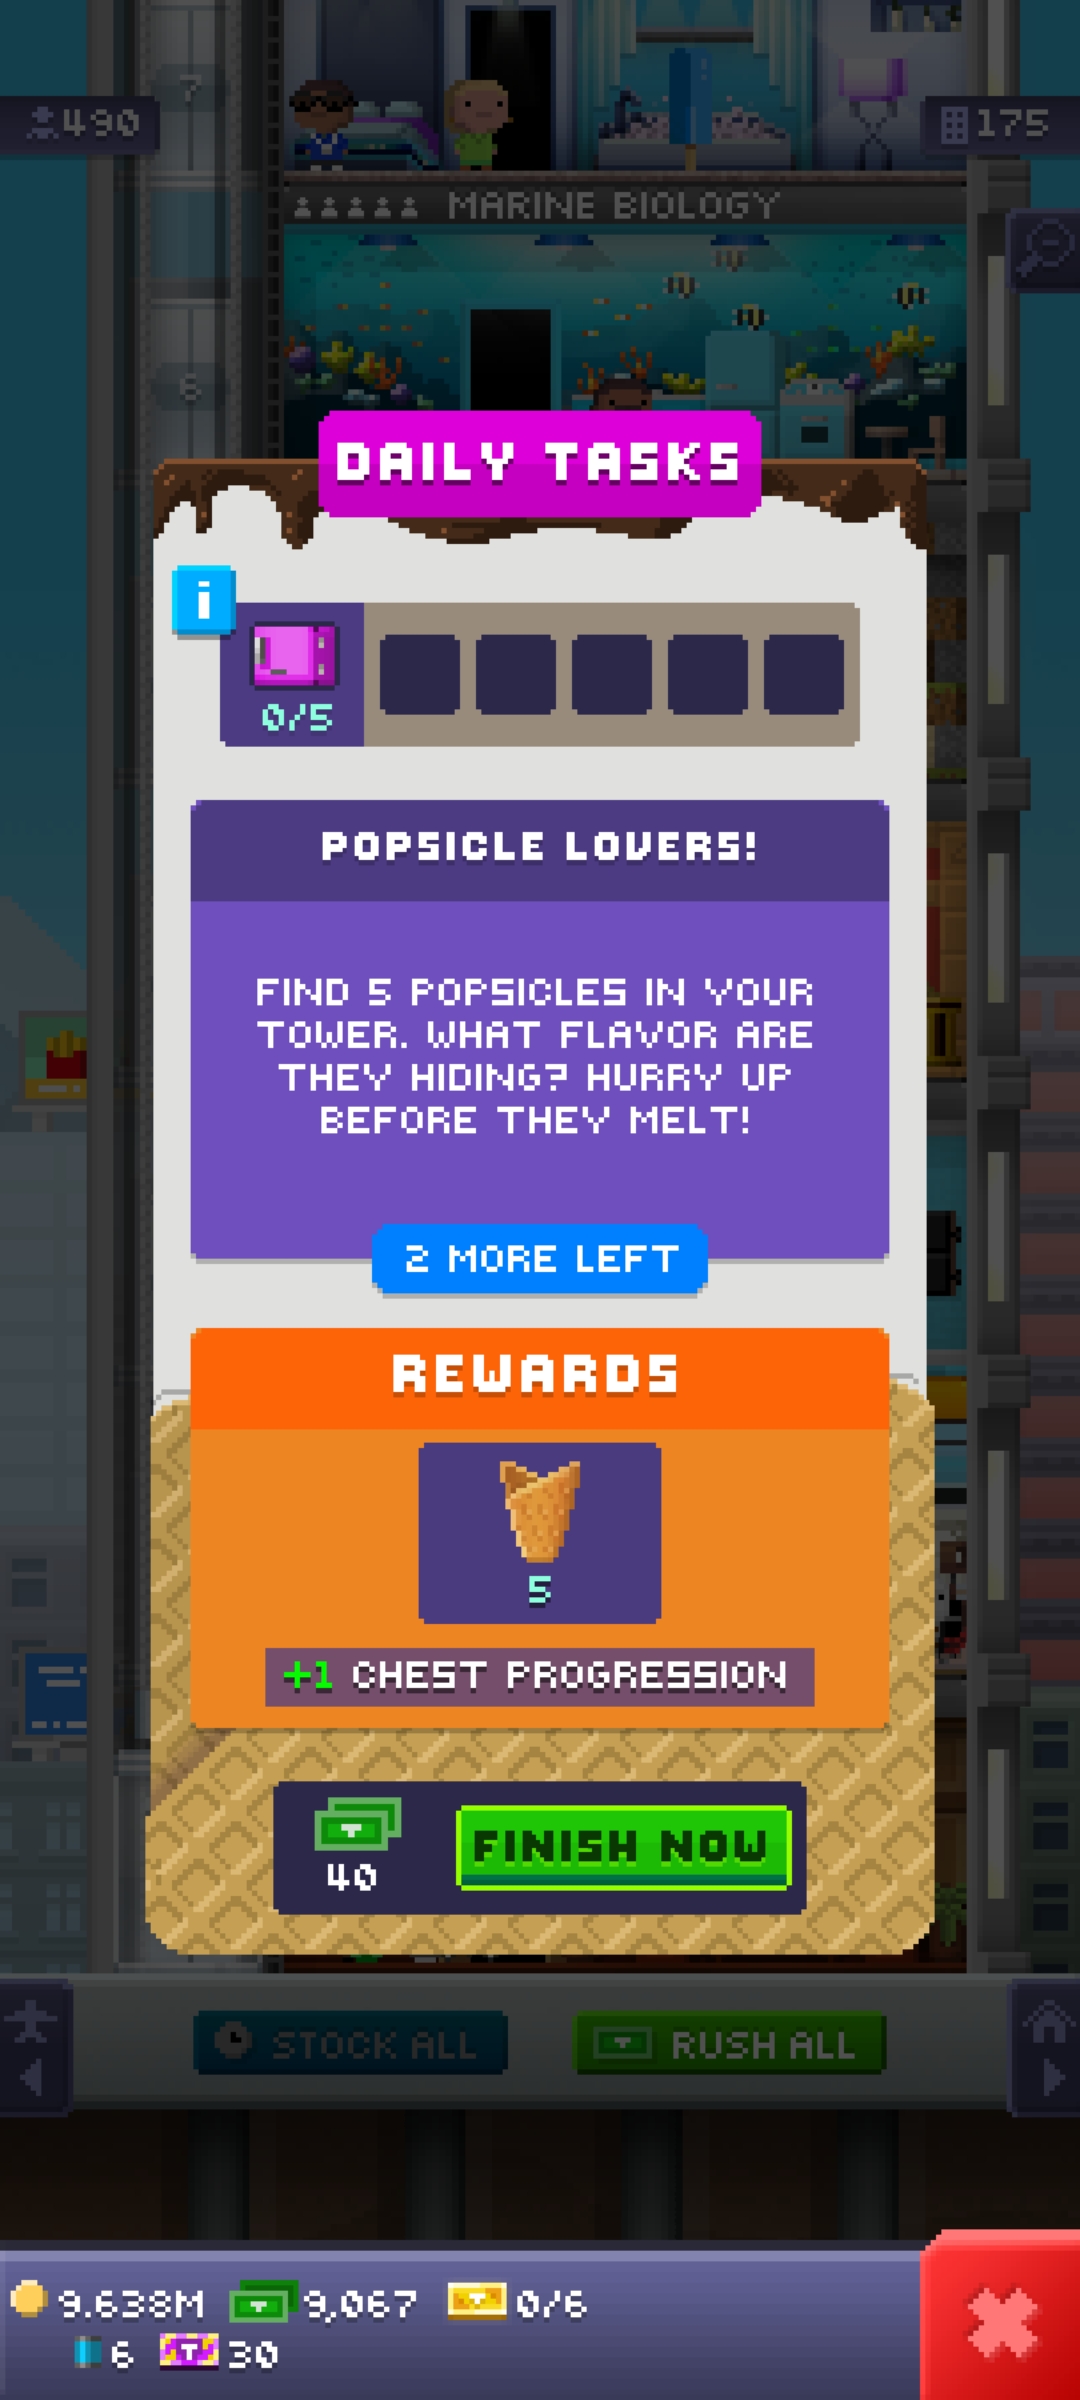 7
490
175
MARINE BIOLOGY
6
DAILY TASKS
i
0/5
POPSICLE LOVERS!
FIND 5 POPSICLES IN YOUR
TOWER. WHAT FLAVOR ARE
THEY HIDING? HURRY UP
BEFORE THEY MELT!
2 MORE LEFT
REWARDS
5
+1 CHEST PROGRESSION
40
FINISH NOW
STOCK ALL
RUSH ALL
9.638M
9,067
0/6
6
30